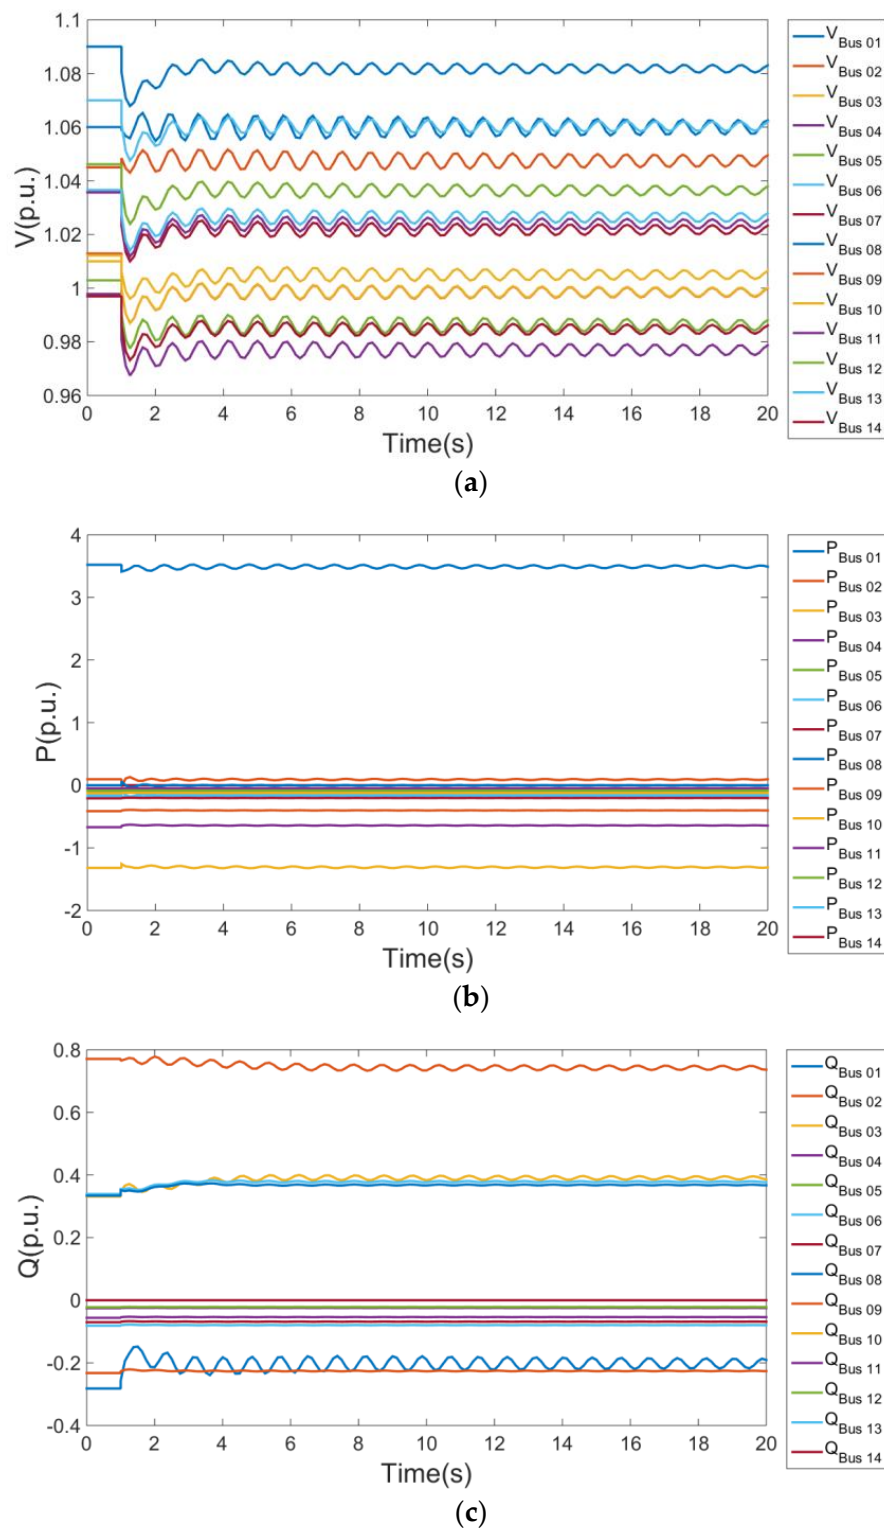 1.1
1.08
1.06
1.04
1.02
1
0.98
0.96
V(p.u.)
0 2 4 6 8 10 12 14 16 18 20
Time(s)
V Bus 01
V Bus 02
V Bus 03
V Bus 04
V Bus 05
V Bus 06
V Bus 07
V Bus 08
V Bus 09
V Bus 10
V Bus 11
V Bus 12
V Bus 13
V Bus 14
(a)
4
3
2
1
0
-1
-2
P(p.u.)
0 2 4 6 8 10 12 14 16 18 20
Time(s)
P Bus 01
P Bus 02
P Bus 03
P Bus 04
P Bus 05
P Bus 06
P Bus 07
P Bus 08
P Bus 09
P Bus 10
P Bus 11
P Bus 12
P Bus 13
P Bus 14
(b)
0.8
0.6
0.4
0.2
0
-0.2
-0.4
Q(p.u.)
0 2 4 6 8 10 12 14 16 18 20
Time(s)
Q Bus 01
Q Bus 02
Q Bus 03
Q Bus 04
Q Bus 05
Q Bus 06
Q Bus 07
Q Bus 08
Q Bus 09
Q Bus 10
Q Bus 11
Q Bus 12
Q Bus 13
Q Bus 14
(c)